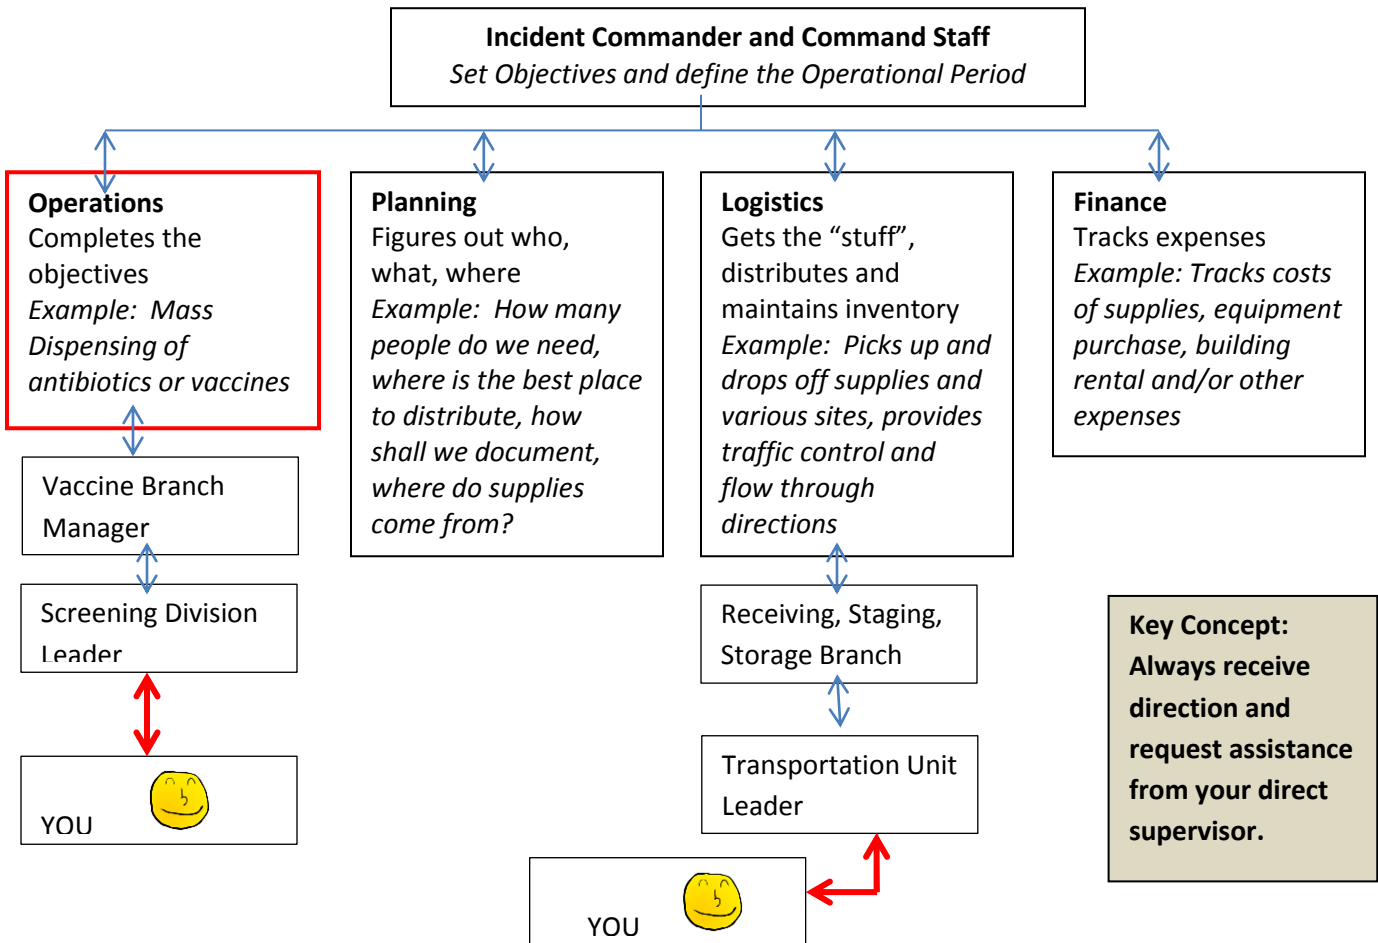 Incident Commander and Command Staff
Set Objectives and define the Operational Period
Operations
Completes the
objectives
Example:  Mass
Dispensing of
antibiotics or vaccines
Planning
Figures out who,
what, where
Example:  How many
people do we need,
where is the best place
to distribute, how
shall we document,
where do supplies
come from?
Logistics
Gets the “stuff”,
distributes and
maintains inventory
Example:  Picks up and
drops off supplies and
various sites, provides
traffic control and
flow through
directions
Finance
Tracks expenses
Example: Tracks costs
of supplies, equipment
purchase, building
rental and/or other
expenses
Vaccine Branch
Manager
Screening Division
Leader
YOU
Receiving, Staging,
Storage Branch
Transportation Unit
Leader
YOU
Key Concept:
Always receive
direction and
request assistance
from your direct
supervisor.